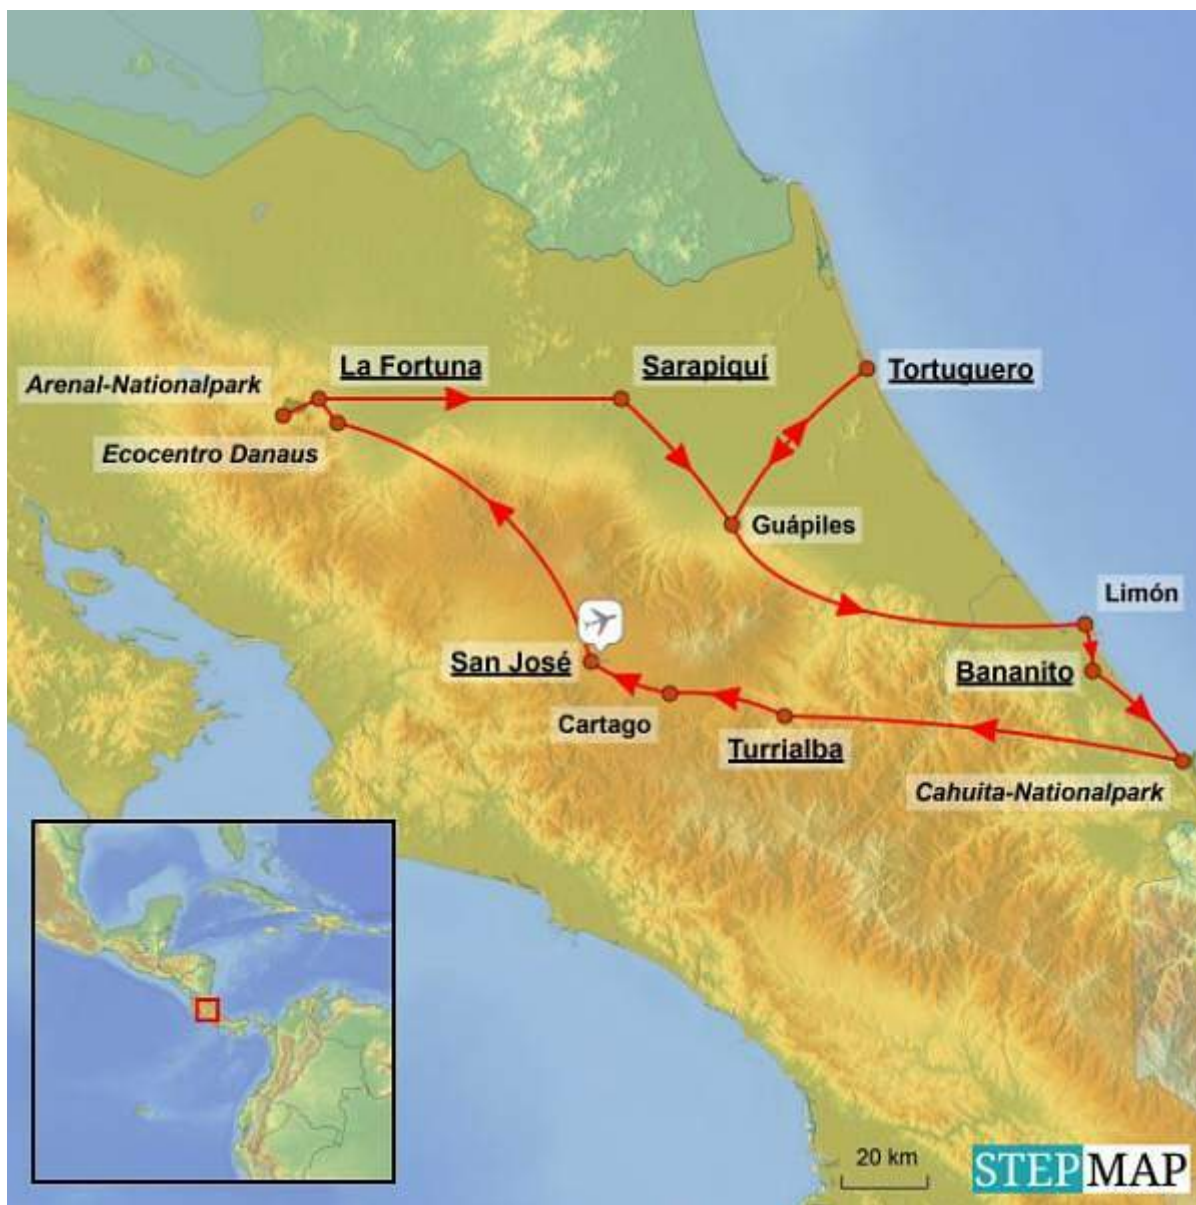 La Fortuna
Sarapiquí
Tortuguero
Arenal-Nationalpark
Ecocentro Danaus
Guápiles
Limón
San José
Bananito
Cartago
Turrialba
Cahuita-Nationalpark
20 km
STEPMAP